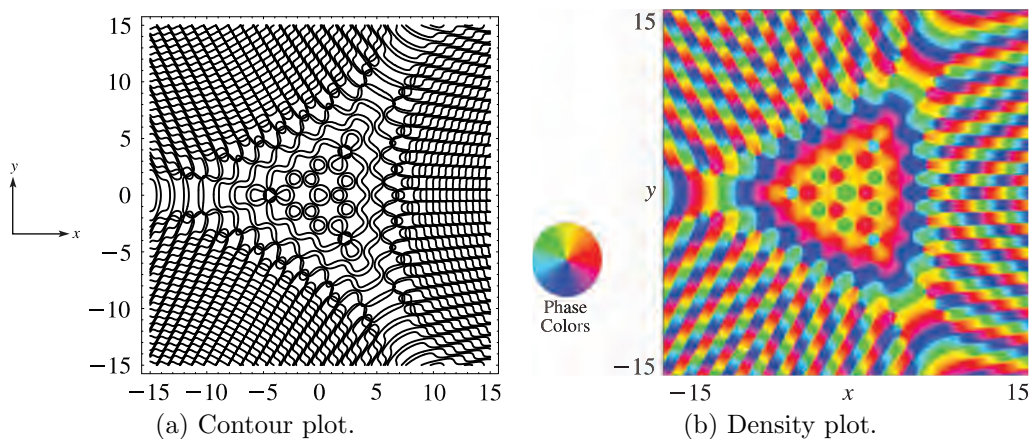 15
10
5
y
0
x
−5
−10
−15
−15 −10 −5 0 5 10 15
(a) Contour plot.
15
y
Phase
Colors
−15
−15 x 15
(b) Density plot.